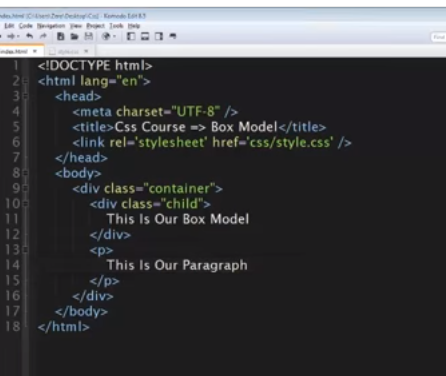 index.html (C:\Users\Zero\Desktop\Css) - Komodo Edit 8.5
Edit Code Navigation View Project Tools Help
index.html
1 <!DOCTYPE html>
2 <html lang="en">
3 <head>
4 <meta charset="UTF-8" />
5 <title>Css Course => Box Model</title>
6 <link rel='stylesheet' href='css/style.css' />
7 </head>
8 <body>
9 <div class="container">
10 <div class="child">
11 This Is Our Box Model
12 </div>
13 <p>
14 This Is Our Paragraph
15 </p>
16 </div>
17 </body>
18 </html>